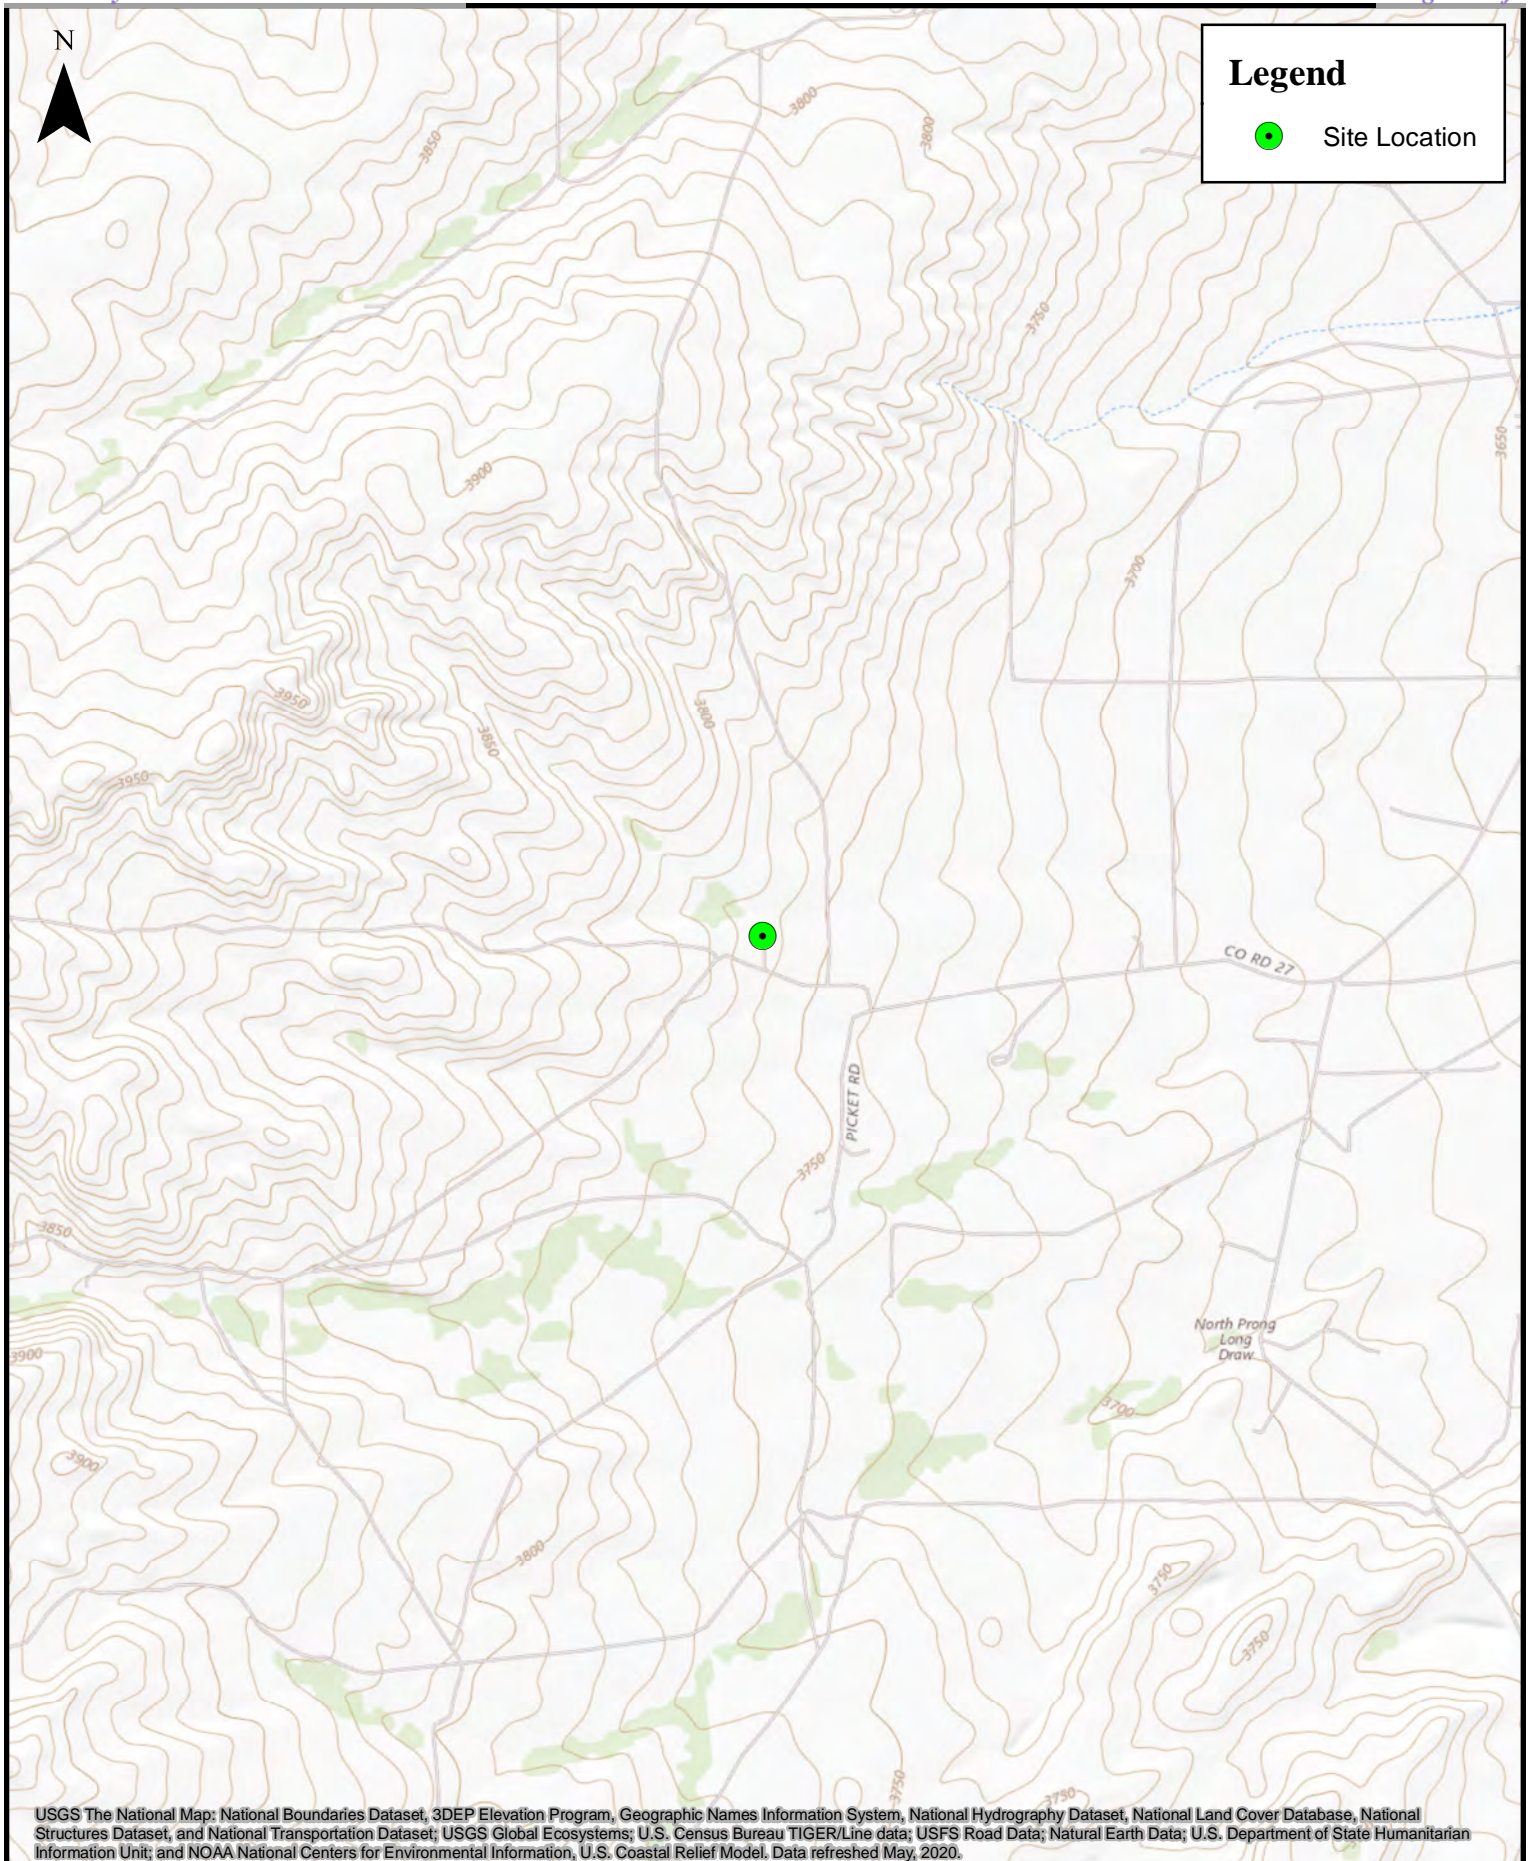 N
Legend
Site Location
3800
3800
3850
3750
3650
3900
3700
3950
3800
3850
3950
CO RD 27
PICKET RD
3750
3850
North Prong
Long
Draw
3900
3700
3900
3800
3750
3750
3750
3750
USGS The National Map: National Boundaries Dataset, 3DEP Elevation Program, Geographic Names Information System, National Hydrography Dataset, National Land Cover Database, National
Structures Dataset, and National Transportation Dataset; USGS Global Ecosystems; U.S. Census Bureau TIGER/Line data; USFS Road Data; Natural Earth Data; U.S. Department of State Humanitarian
Information Unit; and NOAA National Centers for Environmental Information, U.S. Coastal Relief Model. Data refreshed May, 2020.